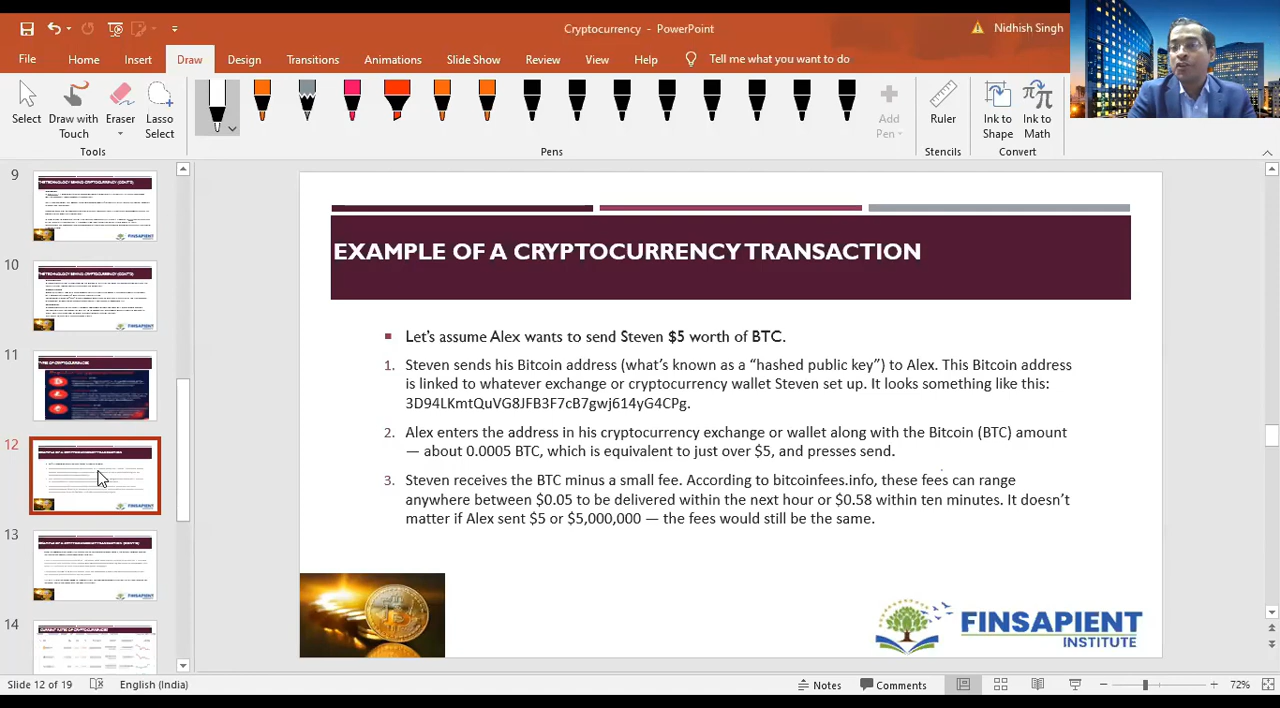 Cryptocurrency - PowerPoint
Nidhish Singh
File Home Insert Draw Design Transitions Animations Slide Show Review View Help Tell me what you want to do
Select
Draw with Touch
Eraser
Lasso Select
Add Pen
Ruler
Ink to Shape
Ink to Math
Tools
Pens
Stencils
Convert
9
10
11
12
13
14
EXAMPLE OF A CRYPTOCURRENCY TRANSACTION
Let's assume Alex wants to send Steven $5 worth of BTC.
1. Steven sends his Bitcoin address (what's known as a "hashed public key") to Alex. This Bitcoin address
is linked to whatever exchange or cryptocurrency wallet Steven set up. It looks something like this:
3D94LKmtQuVG8JFB3F7cB7gwj614yG4CPg.
2. Alex enters the address in his cryptocurrency exchange or wallet along with the Bitcoin (BTC) amount
— about 0.0005 BTC, which is equivalent to just over $5, and presses send.
3. Steven receives the BTC minus a small fee. According to bitcoinfees.info, these fees can range
anywhere between $0.05 to be delivered within the next hour or $0.58 within ten minutes. It doesn't
matter if Alex sent $5 or $5,000,000 — the fees would still be the same.
FINSAPIENT
INSTITUTE
Slide 12 of 19 English (India) Notes Comments 72%